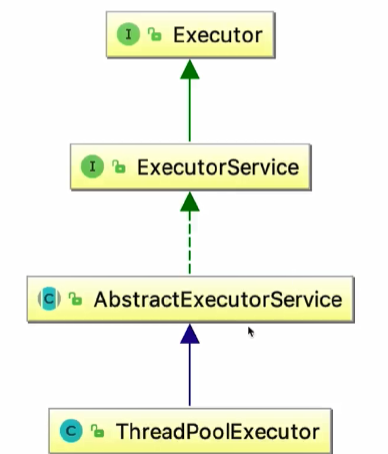 I Executor
I ExecutorService
C AbstractExecutorService
C ThreadPoolExecutor